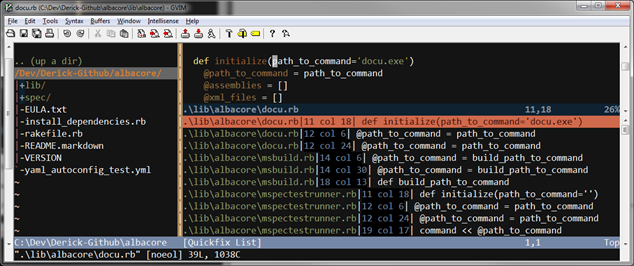 docu.rb (C:\Dev\Derick-Github\albacore\lib\albacore) - GVIM
File Edit Tools Syntax Buffers Window Intellisense Help
.. (up a dir)
/Dev/Derick-Github/albacore/
|+lib/
|+spec/
|-EULA.txt
|-install_dependencies.rb
|-rakefile.rb
|-README.markdown
|-VERSION
`-yaml_autoconfig_test.yml
~
~
~
~
C:\Dev\Derick-Github\albacore
def initialize(path_to_command='docu.exe')
@path_to_command = path_to_command
@assemblies = []
@xml_files = []
.\lib\albacore\docu.rb 11,18 26%
.\lib\albacore\docu.rb|11 col 18| def initialize(path_to_command='docu.exe')
.\lib\albacore\docu.rb|12 col 6| @path_to_command = path_to_command
.\lib\albacore\docu.rb|12 col 24| @path_to_command = path_to_command
.\lib\albacore\msbuild.rb|14 col 6| @path_to_command = build_path_to_command
.\lib\albacore\msbuild.rb|14 col 30| @path_to_command = build_path_to_command
.\lib\albacore\msbuild.rb|18 col 13| def build_path_to_command
.\lib\albacore\mspectestrunner.rb|11 col 18| def initialize(path_to_command='')
.\lib\albacore\mspectestrunner.rb|12 col 6| @path_to_command = path_to_command
.\lib\albacore\mspectestrunner.rb|12 col 24| @path_to_command = path_to_command
.\lib\albacore\mspectestrunner.rb|19 col 17| command << @path_to_command
[Quickfix List] 1,1 Top
".\lib\albacore\docu.rb" [noeol] 39L, 1038C